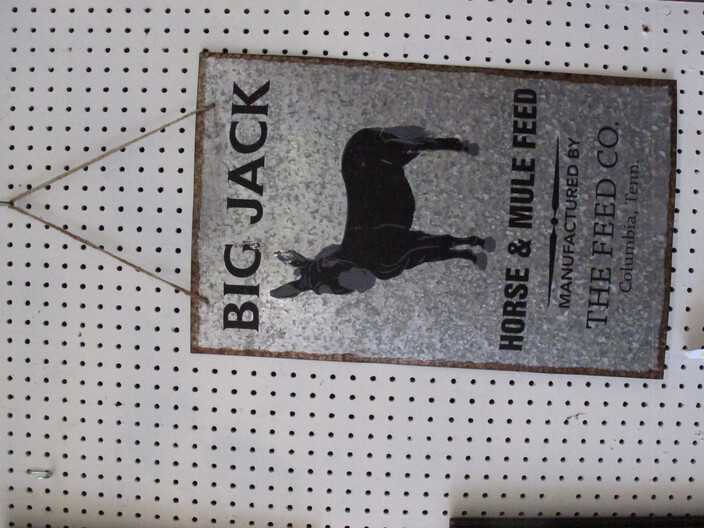 BIG JACK
HORSE & MULE FEED
MANUFACTURED BY
THE FEED CO.
Columbia, Tenn.